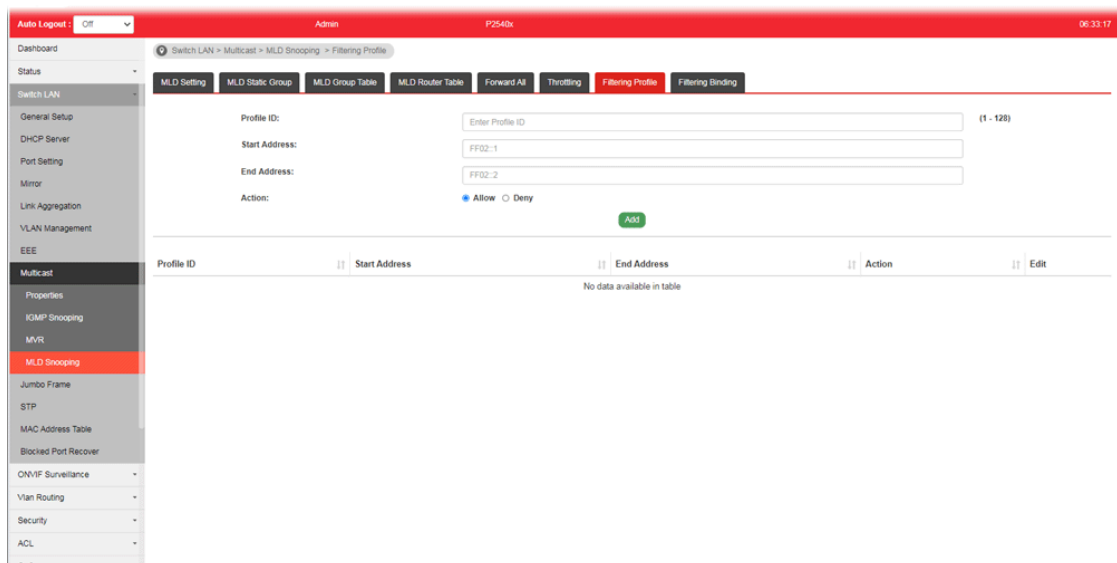 Auto Logout : Off Admin P2540x 06:33:17
Dashboard
Status
Switch LAN
General Setup
DHCP Server
Port Setting
Mirror
Link Aggregation
VLAN Management
EEE
Multicast
Properties
IGMP Snooping
MVR
MLD Snooping
Jumbo Frame
STP
MAC Address Table
Blocked Port Recover
ONVIF Surveillance
Vlan Routing
Security
ACL
Switch LAN > Multicast > MLD Snooping > Filtering Profile
MLD Setting MLD Static Group MLD Group Table MLD Router Table Forward All Throttling Filtering Profile Filtering Binding
Profile ID: Enter Profile ID (1 - 128)
Start Address: FF02::1
End Address: FF02::2
Action: Allow Deny
Add
Profile ID Start Address End Address Action Edit
No data available in table